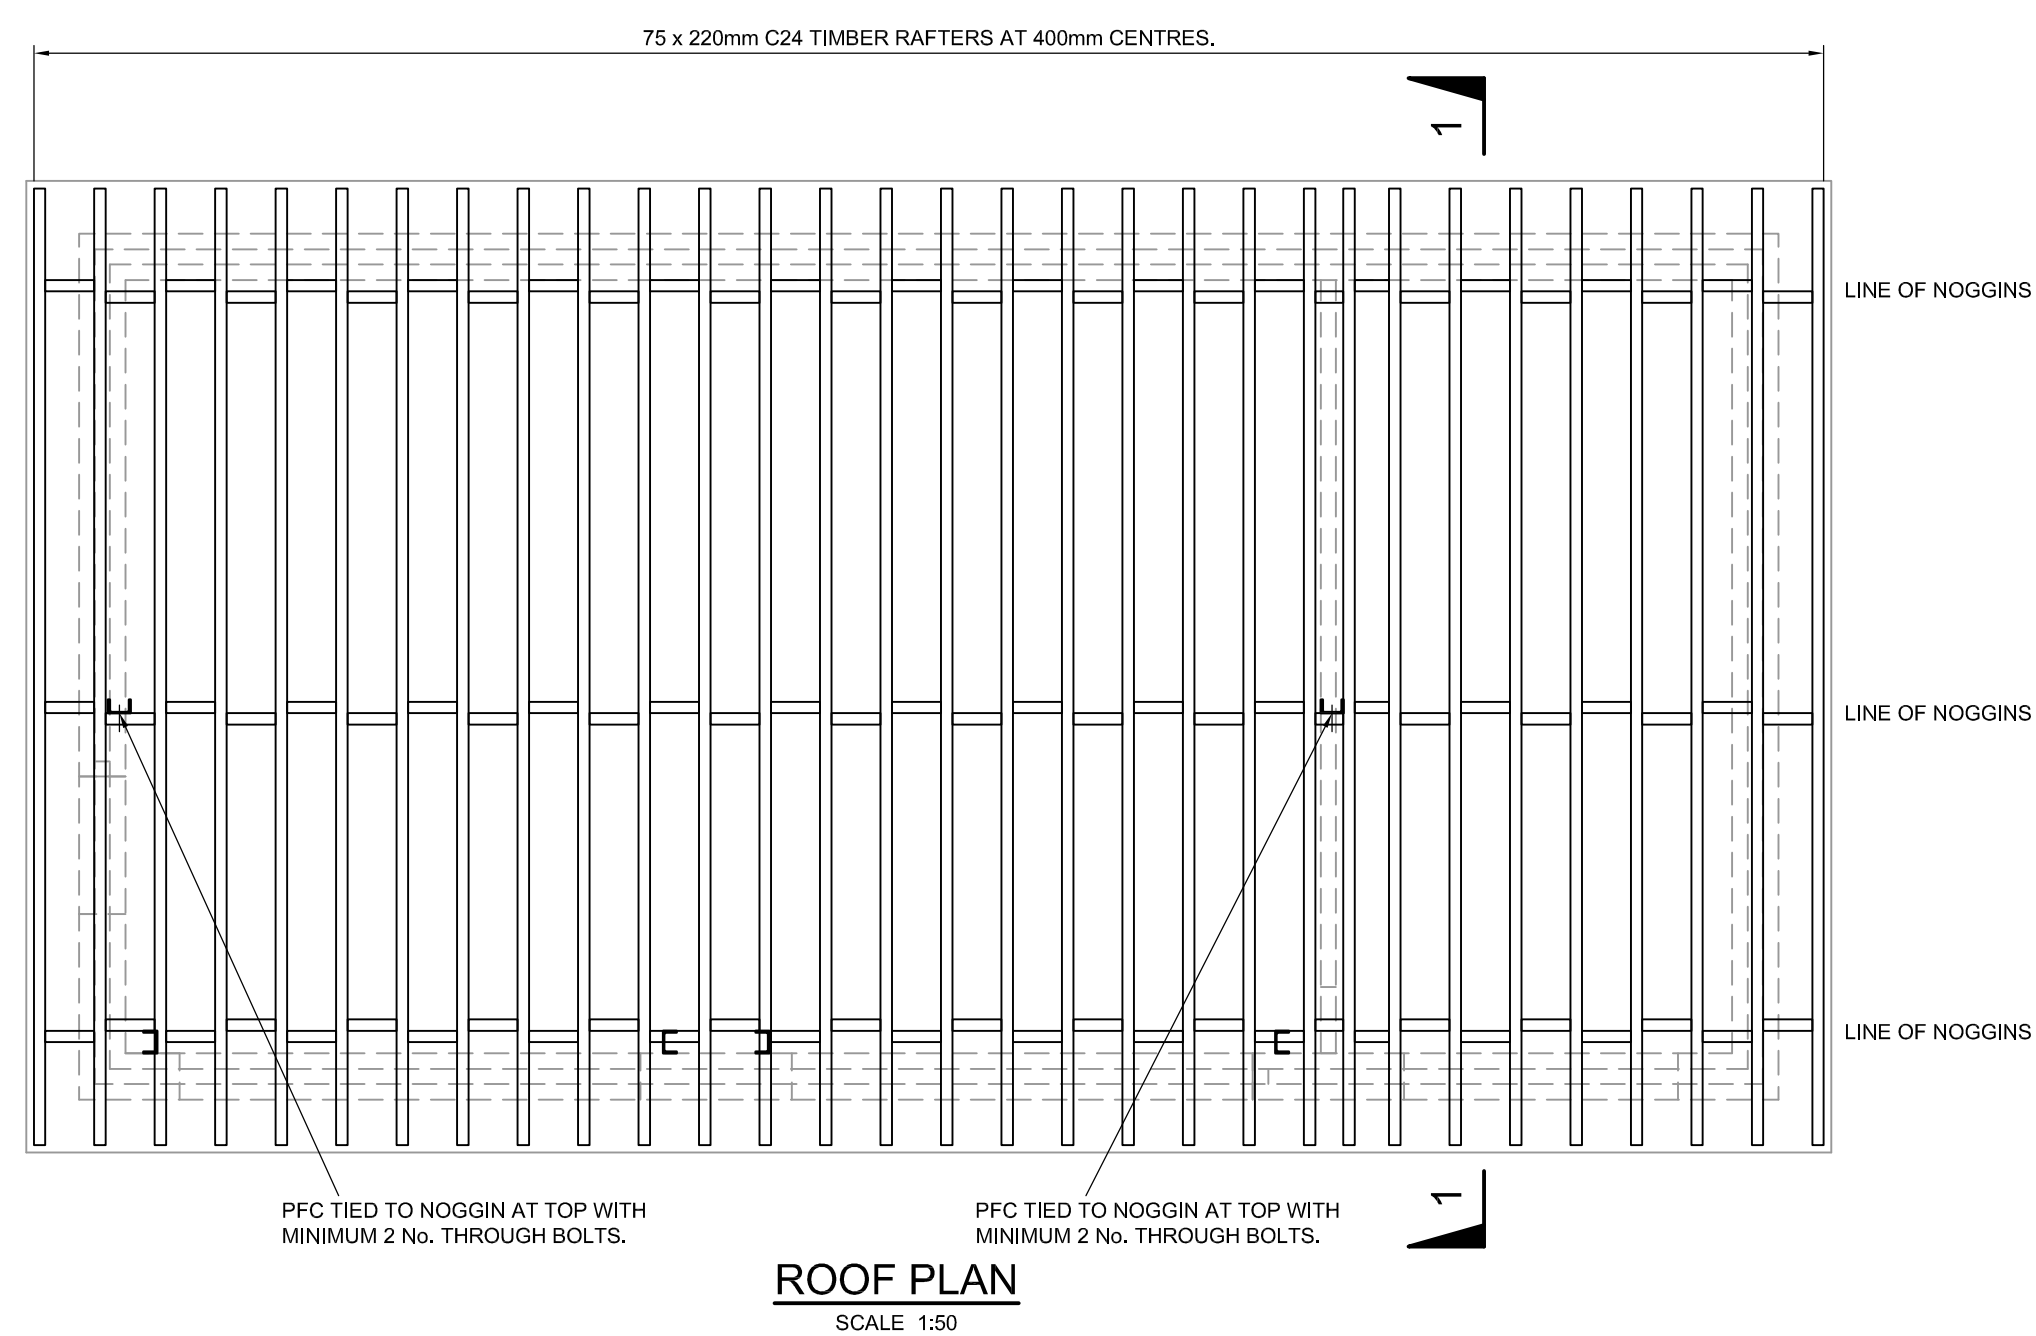 75 x 220mm C24 TIMBER RAFTERS AT 400mm CENTRES.
1
LINE OF NOGGINS
LINE OF NOGGINS
LINE OF NOGGINS
PFC TIED TO NOGGIN AT TOP WITH
MINIMUM 2 No. THROUGH BOLTS.
PFC TIED TO NOGGIN AT TOP WITH
MINIMUM 2 No. THROUGH BOLTS.
1
ROOF PLAN
SCALE 1:50